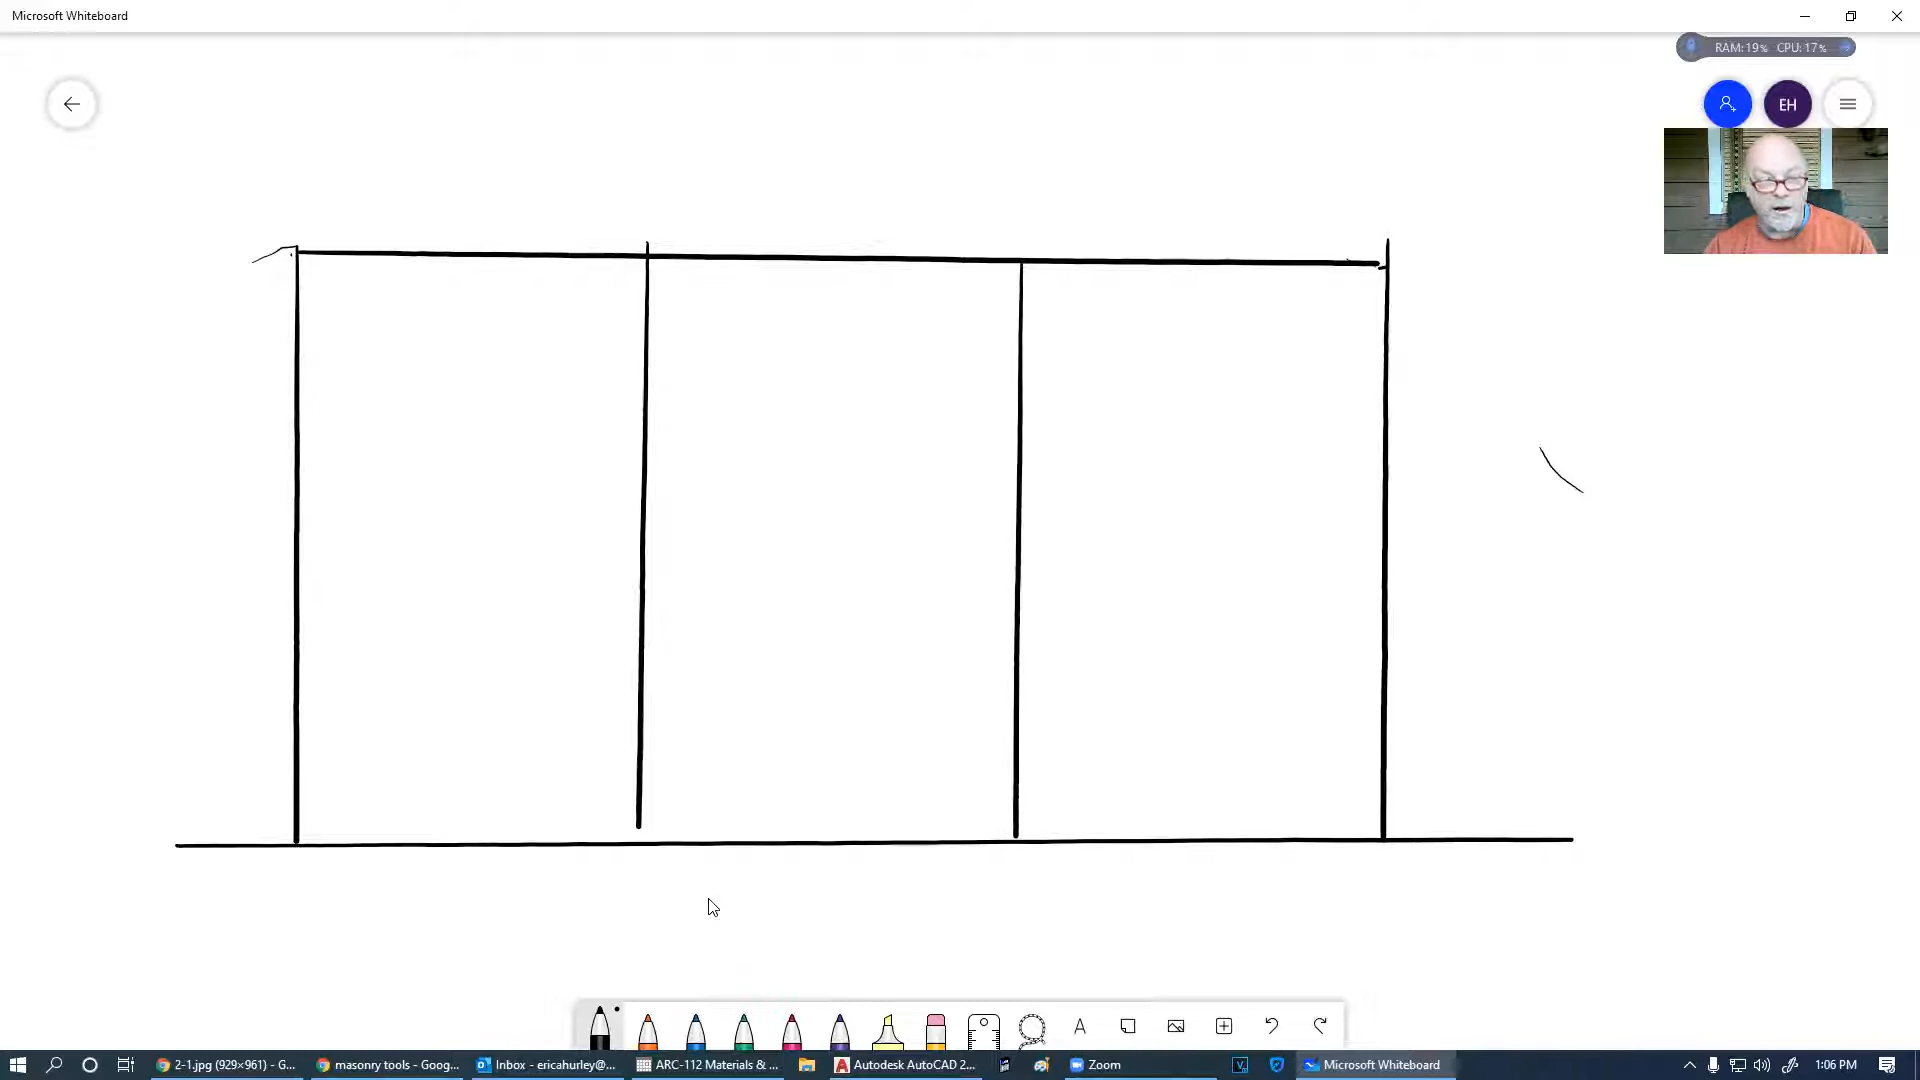 Microsoft Whiteboard
RAM:19% CPU:17%
EH
A
2-1.jpg (929×961) - G...
masonry tools - Goog...
Inbox - ericahurley@...
ARC-112 Materials & ...
Autodesk AutoCAD 2...
Zoom
Microsoft Whiteboard
1:06 PM